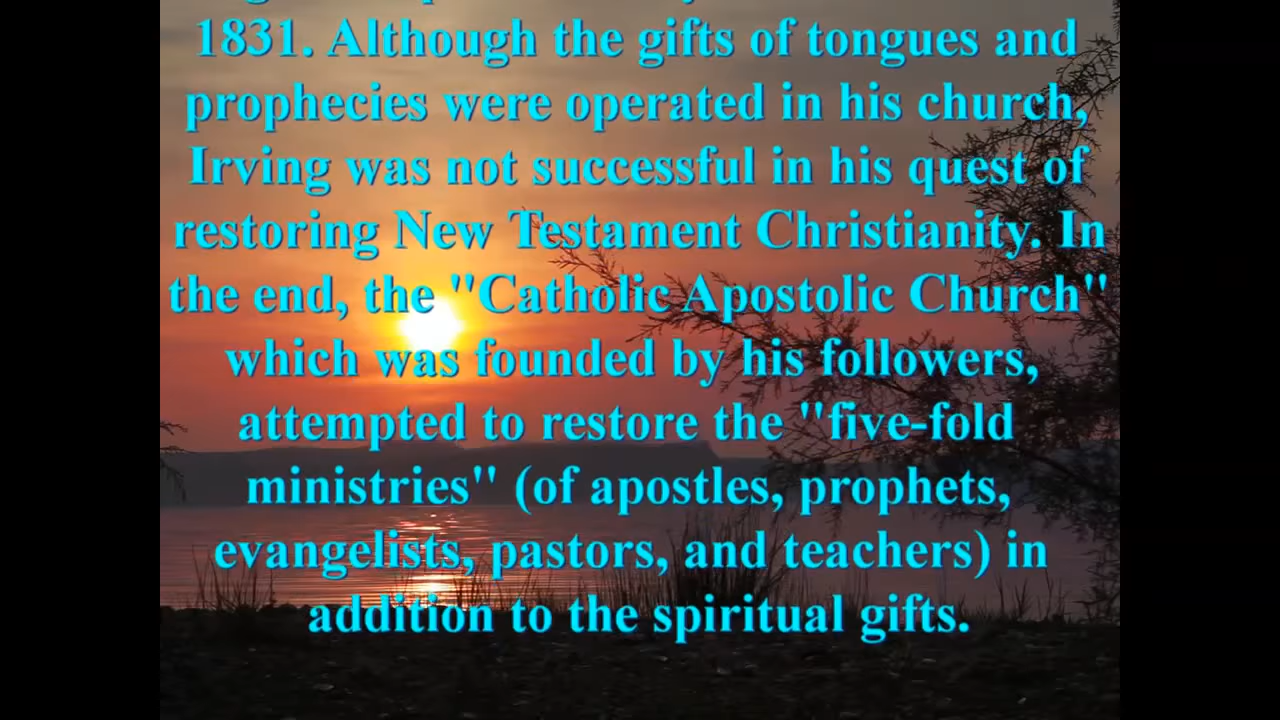 1831. Although the gifts of tongues and
prophecies were operated in his church,
Irving was not successful in his quest of
restoring New Testament Christianity. In
the end, the "Catholic Apostolic Church"
which was founded by his followers,
attempted to restore the "five-fold
ministries" (of apostles, prophets,
evangelists, pastors, and teachers) in
addition to the spiritual gifts.